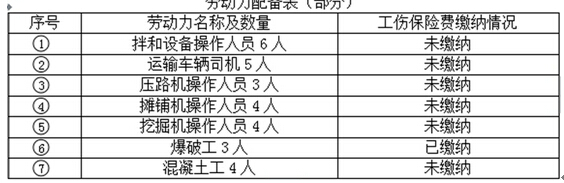 劳动力配备表（部分）
序号 劳动力名称及数量 工伤保险费缴纳情况
① 拌和设备操作人员6人 未缴纳
② 运输车辆司机5人 未缴纳
③ 压路机操作人员3人 未缴纳
④ 摊铺机操作人员4人 未缴纳
⑤ 挖掘机操作人员4人 未缴纳
⑥ 爆破工3人 已缴纳
⑦ 混凝土工4人 未缴纳